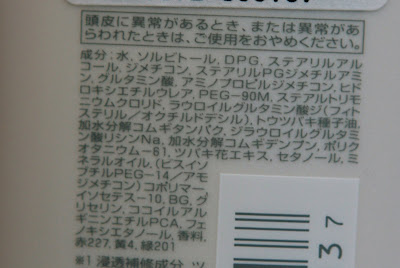 頭皮に異常があるとき、または異常があ
らわれたときは、ご使用をおやめください。
成分:水、ソルビトール、DPG、ステアリルアル
コール、ジメチコン、ステアリルPGジメチルアミ
ン、グルタミン酸、アミノプロピルジメチコン、ヒド
ロキシエチルウレア、PEG-90M、ステアルトリモ
ニウムクロリド、ラウロイルグルタミン酸ジ(フィト
ステリル/オクチルドデシル)、トウツバキ種子油、
加水分解コムギタンパク、ジラウロイルグルタミ
ン酸リシンNa、加水分解コムギデンプン、ポリク
オタニウム-61、ツバキ花エキス、セタノール、ミ
ネラルオイル、(ビスイソ
ブチルPEG-14/アモ
ジメチコン)コポリマー、
イソセテス-10、BG、グ
リセリン、ココイルアル
ギニンエチルPCA、フェ
ノキシエタノール、香料、
赤227、黄4、緑201
*1 浸透補修成分 ツ
37